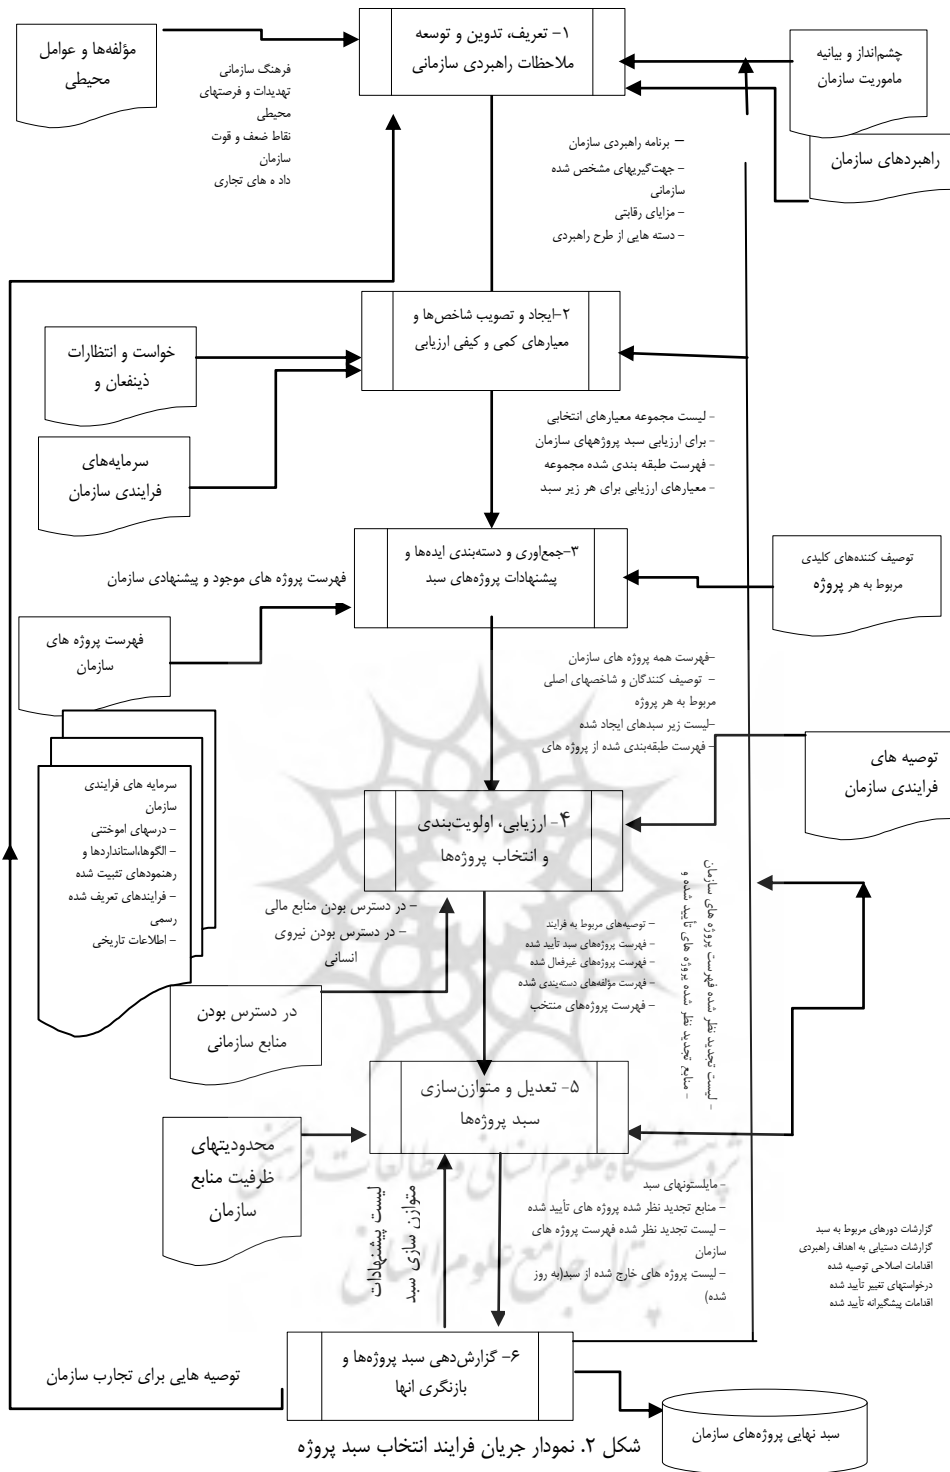 ۱- تعریف، تدوین و توسعه
ملاحظات راهبردی سازمانی
مؤلفه‌ها و عوامل
محیطی
چشم‌انداز و بیانیه
ماموریت سازمان
راهبردهای سازمان
فرهنگ سازمانی
تهدیدات و فرصتهای
محیطی
نقاط ضعف و قوت
سازمان
داد ه های تجاری
– برنامه راهبردی سازمان
- جهت‌گیریهای مشخص شده
سازمانی
- مزایای رقابتی
- دسته هایی از طرح راهبردی
۲-ایجاد و تصویب شاخص‌ها و
معیارهای کمی و کیفی ارزیابی
خواست و انتظارات
ذینفعان و
سرمایه‌های
فرایندی سازمان
- لیست مجموعه معیارهای انتخابی
- برای ارزیابی سبد پروژههای سازمان
- فهرست طبقه بندی شده مجموعه
- معیارهای ارزیابی برای هر زیر سبد
۳-جمع‌اوری و دسته‌بندی ایده‌ها و
پیشنهادات پروژه‌های سبد
توصیف کننده‌های کلیدی
مربوط به هر پروژه
فهرست پروژه های موجود و پیشنهادی سازمان
فهرست پروژه های
سازمان
-فهرست همه پروژه های سازمان
- توصیف کنندگان و شاخصهای اصلی
مربوط به هر پروژه
-لیست زیر سبدهای ایجاد شده
- فهرست طبقه‌بندی شده از پروژه های
توصیه های
فرایندی سازمان
سرمایه های فرایندی
سازمان
- درسهای اموختنی
- الگوها،استانداردها و
رهنمودهای تثبیت شده
- فرایندهای تعریف شده
رسمی
- اطلاعات تاریخی
۴- ارزیابی، اولویت‌بندی
و انتخاب پروژه‌ها
- در دسترس بودن منابع مالی
- در دسترس بودن نیروی
انسانی
در دسترس بودن
منابع سازمانی
- توصیه‌های مربوط به فرایند
- فهرست پروژه‌های سبد تأیید شده
- فهرست پروژه‌های غیرفعال شده
- فهرست مؤلفه‌های دسته‌بندی شده
- فهرست پروژه‌های منتخب
- لیست تجدید نظر شده فهرست پروژه های سازمان
- منابع تجدید نظر شده پروژه های تأیید شده و
۵- تعدیل و متوازن‌سازی
سبد پروژه‌ها
محدودیتهای
ظرفیت منابع
سازمان
لیست پیشنهادات
متوازن سازی سبد
پژوهشگاه علوم انسانی و مطالعات فرهنگی
پرتال جامع علوم انسانی
- مایلستونهای سبد
- منابع تجدید نظر شده پروژه های تأیید شده
- لیست تجدید نظر شده فهرست پروژه های
سازمان
- لیست پروژه های خارج شده از سبد(به روز
شده)
گزارشات دورهای مربوط به سبد
گزارشات دستیابی به اهداف راهبردی
اقدامات اصلاحی توصیه شده
درخواستهای تغییر تأیید شده
اقدامات پیشگیرانه تأیید شده
۶- گزارش‌دهی سبد پروژه‌ها و
بازنگری انها
توصیه هایی برای تجارب سازمان
سبد نهایی پروژه‌های سازمان
شکل ۲. نمودار جریان فرایند انتخاب سبد پروژه